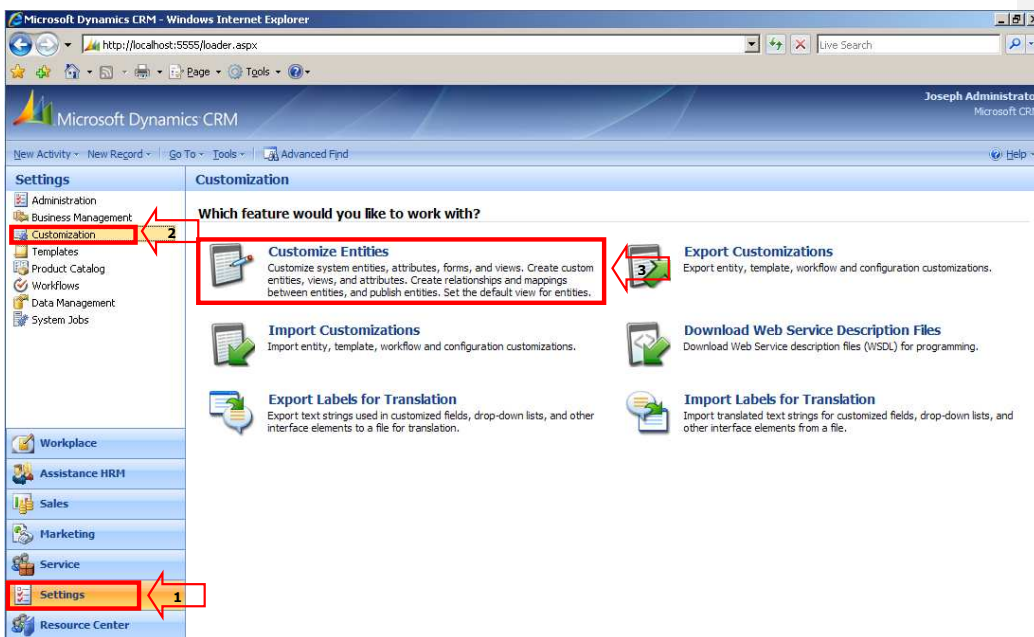 Microsoft Dynamics CRM - Windows Internet Explorer
http://localhost:5555/loader.aspx
Live Search
Page
Tools
Joseph Administrato
Microsoft Dynamics CRM
Microsoft CR
New Activity
New Record
Go To
Tools
Advanced Find
Help
Settings
Customization
Administration
Business Management
Customization
2
Templates
Product Catalog
Workflows
Data Management
System Jobs
Which feature would you like to work with?
Customize Entities
Customize system entities, attributes, forms, and views. Create custom
entities, views, and attributes. Create relationships and mappings
between entities, and publish entities. Set the default view for entities.
3
Export Customizations
Export entity, template, workflow and configuration customizations.
Import Customizations
Import entity, template, workflow and configuration customizations.
Download Web Service Description Files
Download Web Service description files (WSDL) for programming.
Export Labels for Translation
Export text strings used in customized fields, drop-down lists, and other
interface elements to a file for translation.
Import Labels for Translation
Import translated text strings for customized fields, drop-down lists, and
other interface elements from a file.
Workplace
Assistance HRM
Sales
Marketing
Service
Settings
1
Resource Center